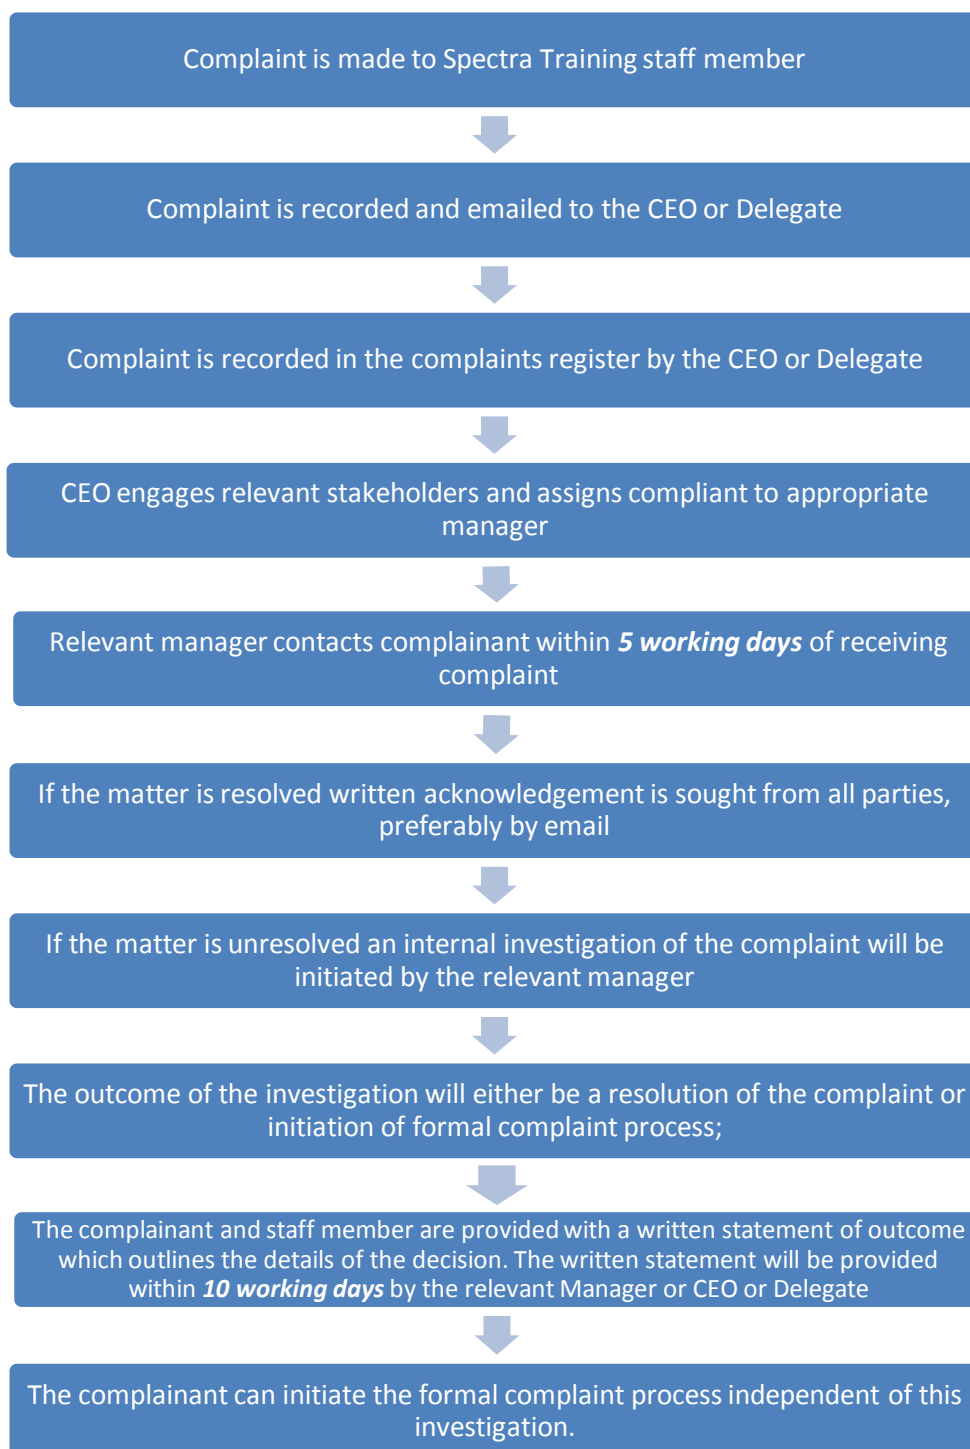 Complaint is made to Spectra Training staff member
Complaint is recorded and emailed to the CEO or Delegate
Complaint is recorded in the complaints register by the CEO or Delegate
CEO engages relevant stakeholders and assigns compliant to appropriate
manager
Relevant manager contacts complainant within 5 working days of receiving
complaint
If the matter is resolved written acknowledgement is sought from all parties,
preferably by email
If the matter is unresolved an internal investigation of the complaint will be
initiated by the relevant manager
The outcome of the investigation will either be a resolution of the complaint or
initiation of formal complaint process;
The complainant and staff member are provided with a written statement of outcome
which outlines the details of the decision. The written statement will be provided
within 10 working days by the relevant Manager or CEO or Delegate
The complainant can initiate the formal complaint process independent of this
investigation.